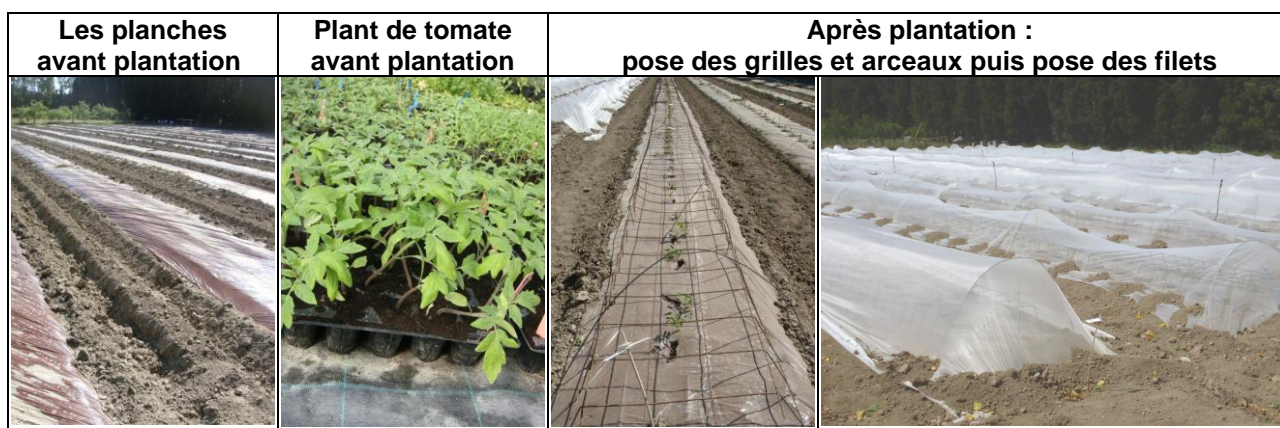 Les planches
avant plantation
Plant de tomate
avant plantation
Après plantation :
pose des grilles et arceaux puis pose des filets